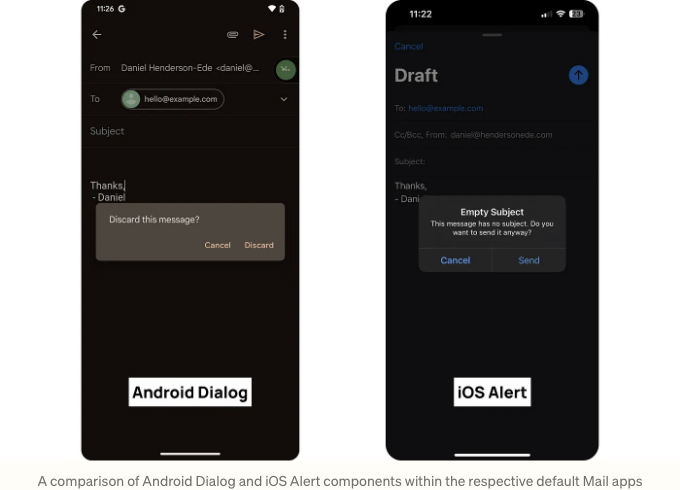 11:26 G
From Daniel Henderson-Ede <daniel@...
To hello@example.com
Subject
Thanks,
- Daniel
Discard this message?
Cancel Discard
Android Dialog
11:22
23
Cancel
Draft
To: hello@example.com
Cc/Bcc, From: daniel@hendersonede.com
Subject:
Thanks,
- Dani
Empty Subject
This message has no subject. Do you
want to send it anyway?
Cancel Send
iOS Alert
A comparison of Android Dialog and iOS Alert components within the respective default Mail apps